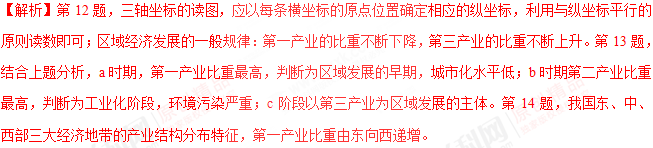 【解析】第 12 题，三轴坐标的读图，应以每条横坐标的原点位置确定相应的纵坐标，利用与纵坐标平行的
原则读数即可；区域经济发展的一般规律：第一产业的比重不断下降，第三产业的比重不断上升。第 13 题，
结合上题分析，a 时期，第一产业比重最高，判断为区域发展的早期，城市化水平低；b 时期第二产业比重
最高，判断为工业化阶段，环境污染严重；c 阶段以第三产业为区域发展的主体。第 14 题，我国东、中、
西部三大经济地带的产业结构分布特征，第一产业比重由东向西递增。